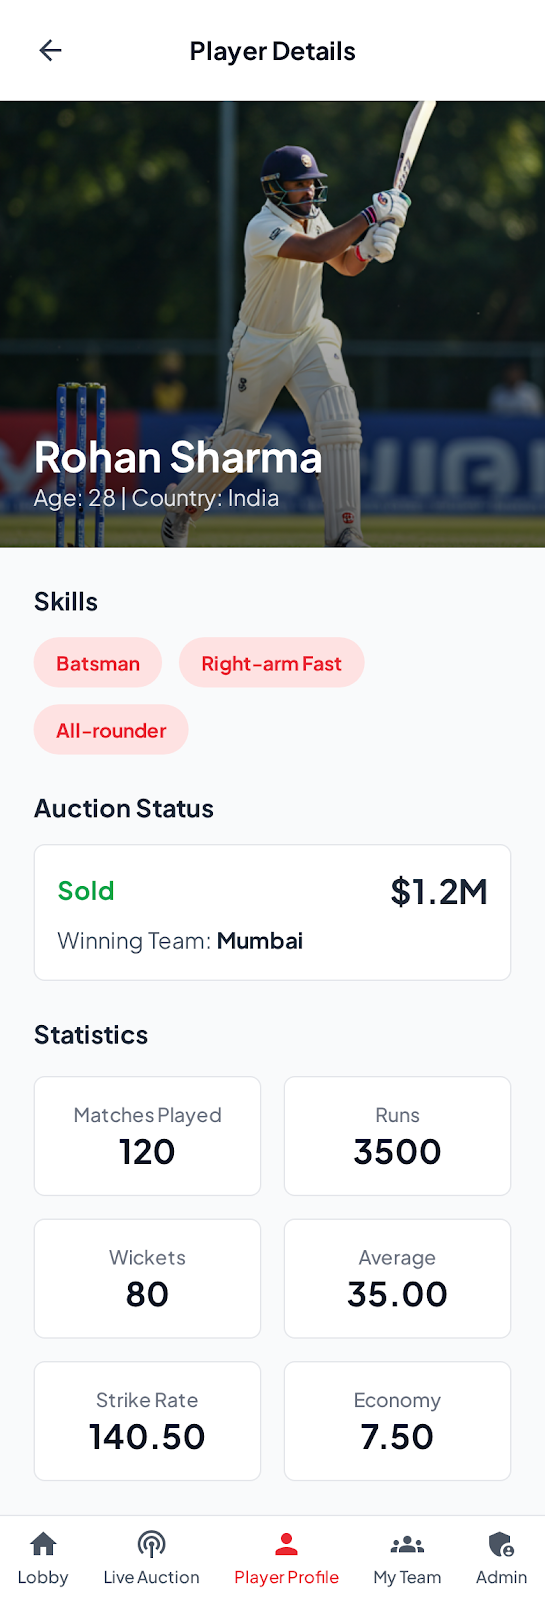 Player Details
Rohan Sharma
Age: 28 | Country: India
Skills
Batsman
Right-arm Fast
All-rounder
Auction Status
Sold
$1.2M
Winning Team: Mumbai
Statistics
Matches Played
120
Runs
3500
Wickets
80
Average
35.00
Strike Rate
140.50
Economy
7.50
Lobby
Live Auction
Player Profile
My Team
Admin